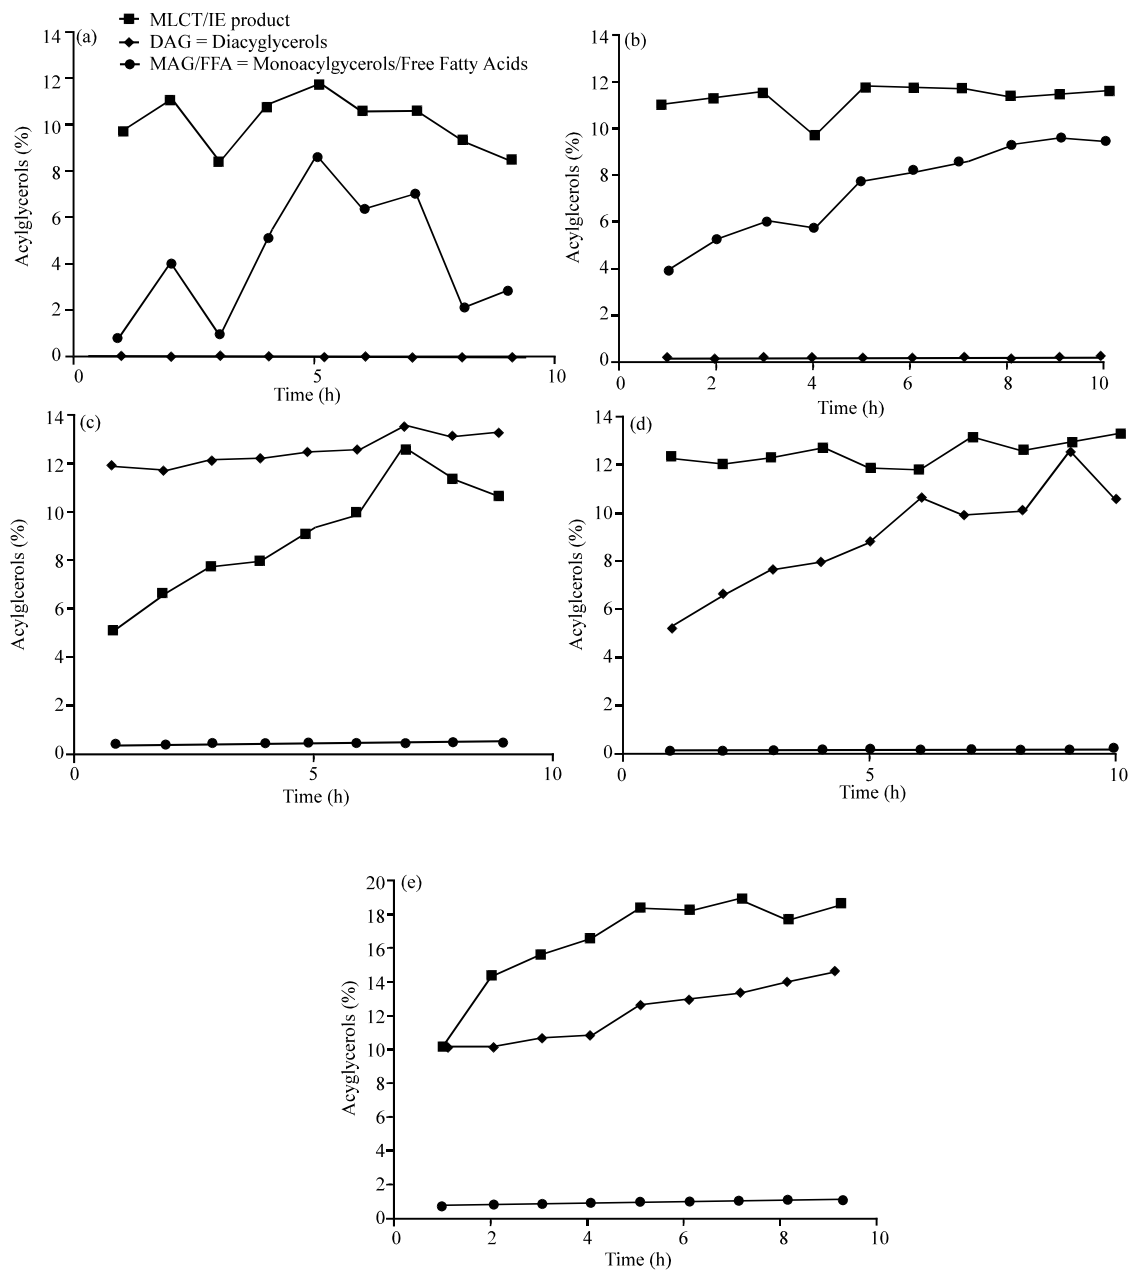 MLCT/IE product
DAG = Diacyglycerols
MAG/FFA = Monoacylgycerols/Free Fatty Acids
(a)
14
12
10
8
6
4
2
0
Acylglycerols (%)
0 5 10
Time (h)
(b)
14
12
10
8
6
4
2
0
Acylglcerols (%)
0 2 4 6 8 10
Time (h)
(c)
14
12
10
8
6
4
2
0
Acylglcerols (%)
0 5 10
Time (h)
(d)
14
12
10
8
6
4
2
0
Acylglcerols (%)
0 5 10
Time (h)
(e)
20
18
16
14
12
10
8
6
4
2
0
Acyglycerols (%)
0 2 4 6 8 10
Time (h)